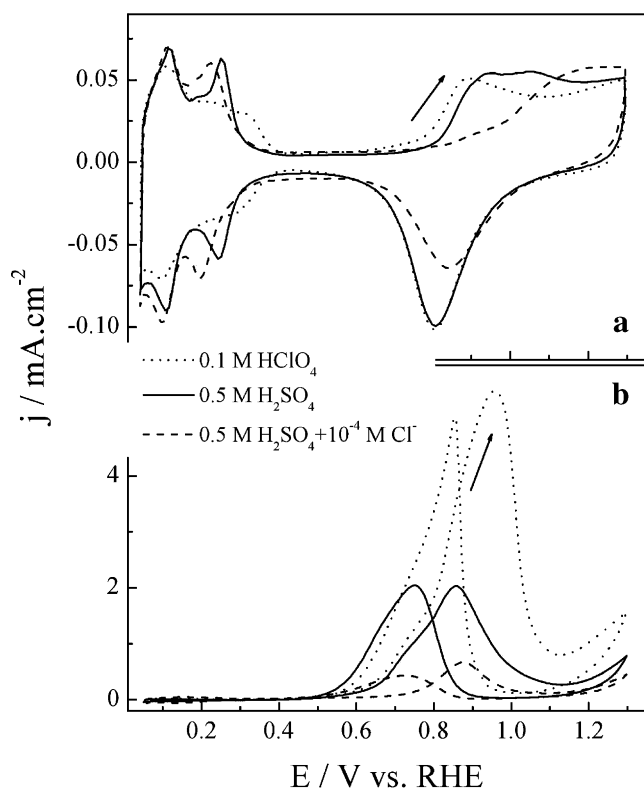 0.05
0.00
-0.05
-0.10
a
j / mA.cm⁻²
0.1 M HClO₄
0.5 M H₂SO₄
0.5 M H₂SO₄+10⁻⁴ M Cl⁻
b
4
2
0
0.2 0.4 0.6 0.8 1.0 1.2
E / V vs. RHE